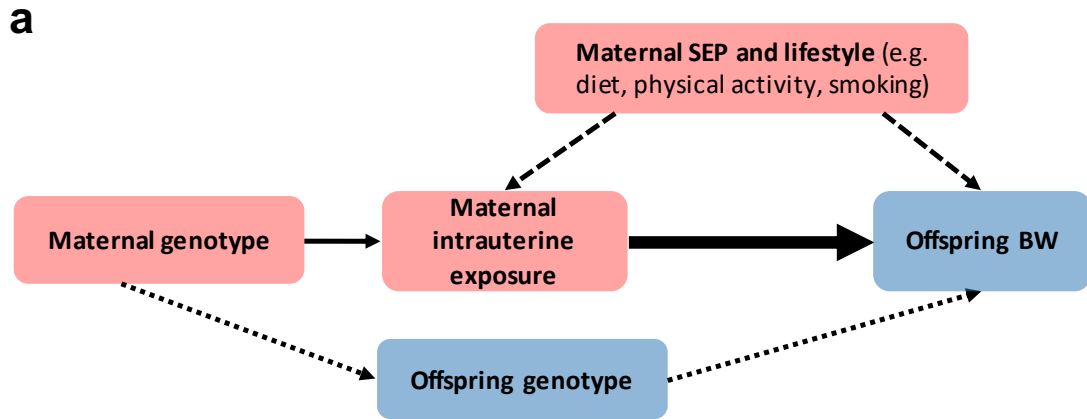 a
Maternal SEP and lifestyle (e.g.
diet, physical activity, smoking)
Maternal genotype
Maternal
intrauterine
exposure
Offspring BW
Offspring genotype